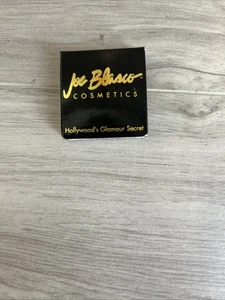 Joe Blasco
COSMETICS
Hollywood's Glamour Secret